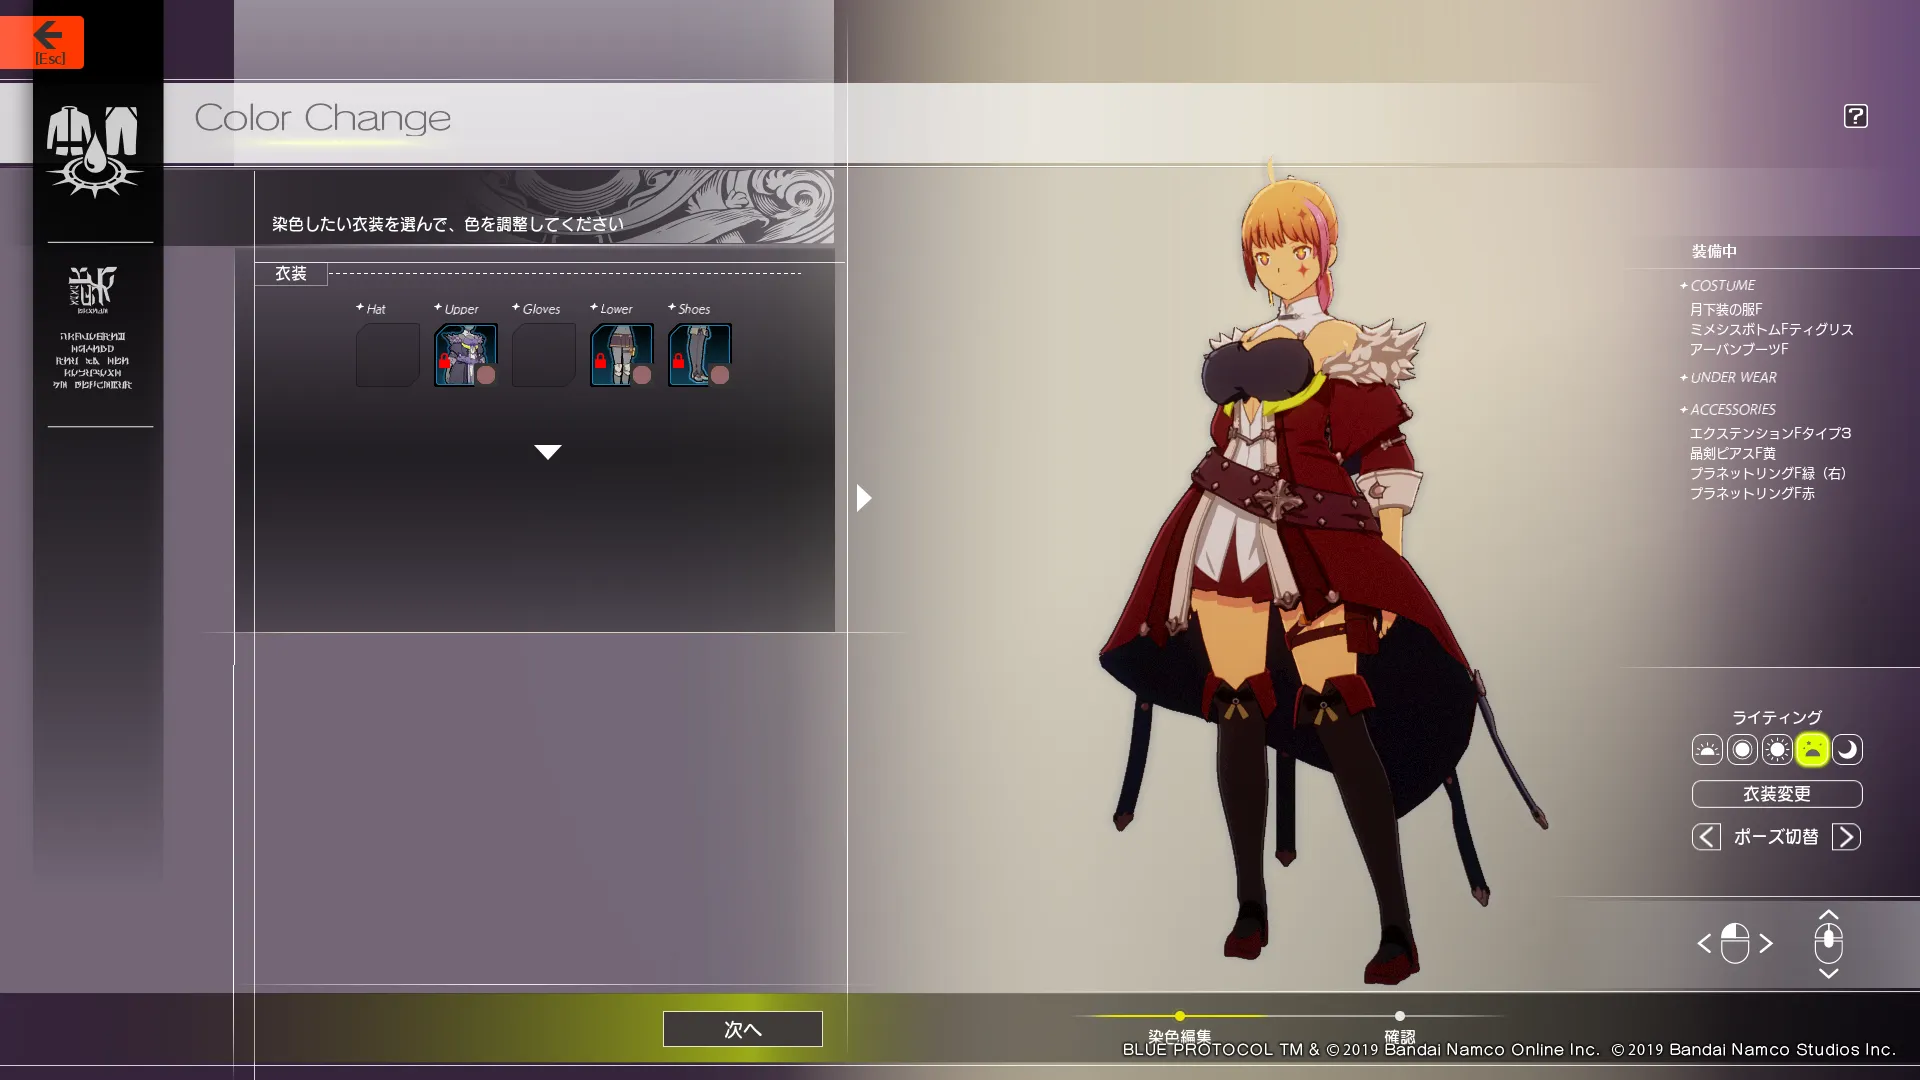 [Esc]
Color Change
?
染色したい衣装を選んで、色を調整してください
衣装
Hat
Upper
Gloves
Lower
Shoes
装備中
COSTUME
月下装の服F
ミメシスボトムFティグリス
アーバンブーツF
UNDER WEAR
ACCESSORIES
エクステンションFタイプ3
晶剣ピアスF黄
プラネットリングF緑（右）
プラネットリングF赤
ライティング
衣装変更
ポーズ切替
次へ
染色編集
確認
BLUE PROTOCOL TM & ©2019 Bandai Namco Online Inc. ©2019 Bandai Namco Studios Inc.